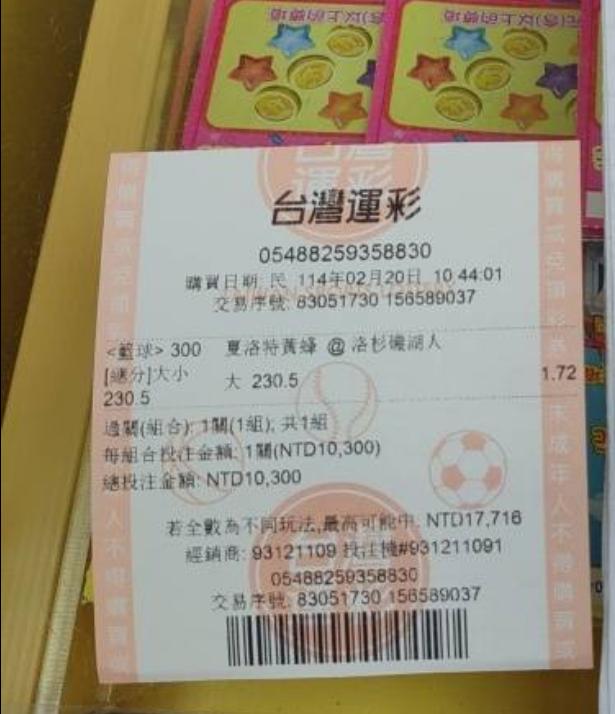 台灣運彩
05488259358830
購買日期: 民 114年02月20日 10:44:01
交易序號: 83051730 156589037
<籃球> 300 夏洛特黃蜂 @ 洛杉磯湖人
[總分]大小 大 230.5 1.72
230.5
過關(組合): 1關(1組); 共1組
每組合投注金額: 1關(NTD10,300)
總投注金額: NTD10,300
若全數為不同玩法,最高可能中: NTD17,716
經銷商: 93121109 投注機#931211091
05488259358830
交易序號: 83051730 156589037